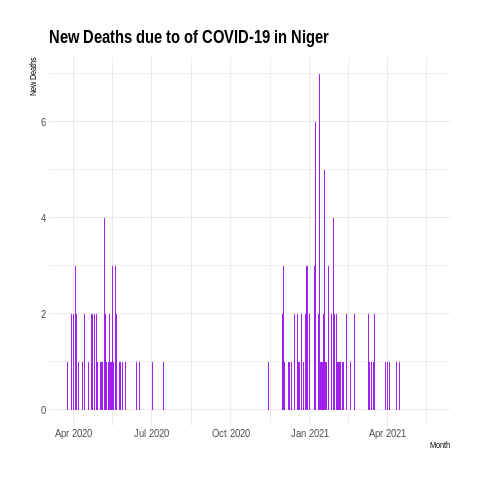 New Deaths due to of COVID-19 in Niger
New Deaths
6
4
2
0
Apr 2020 Jul 2020 Oct 2020 Jan 2021 Apr 2021
Month